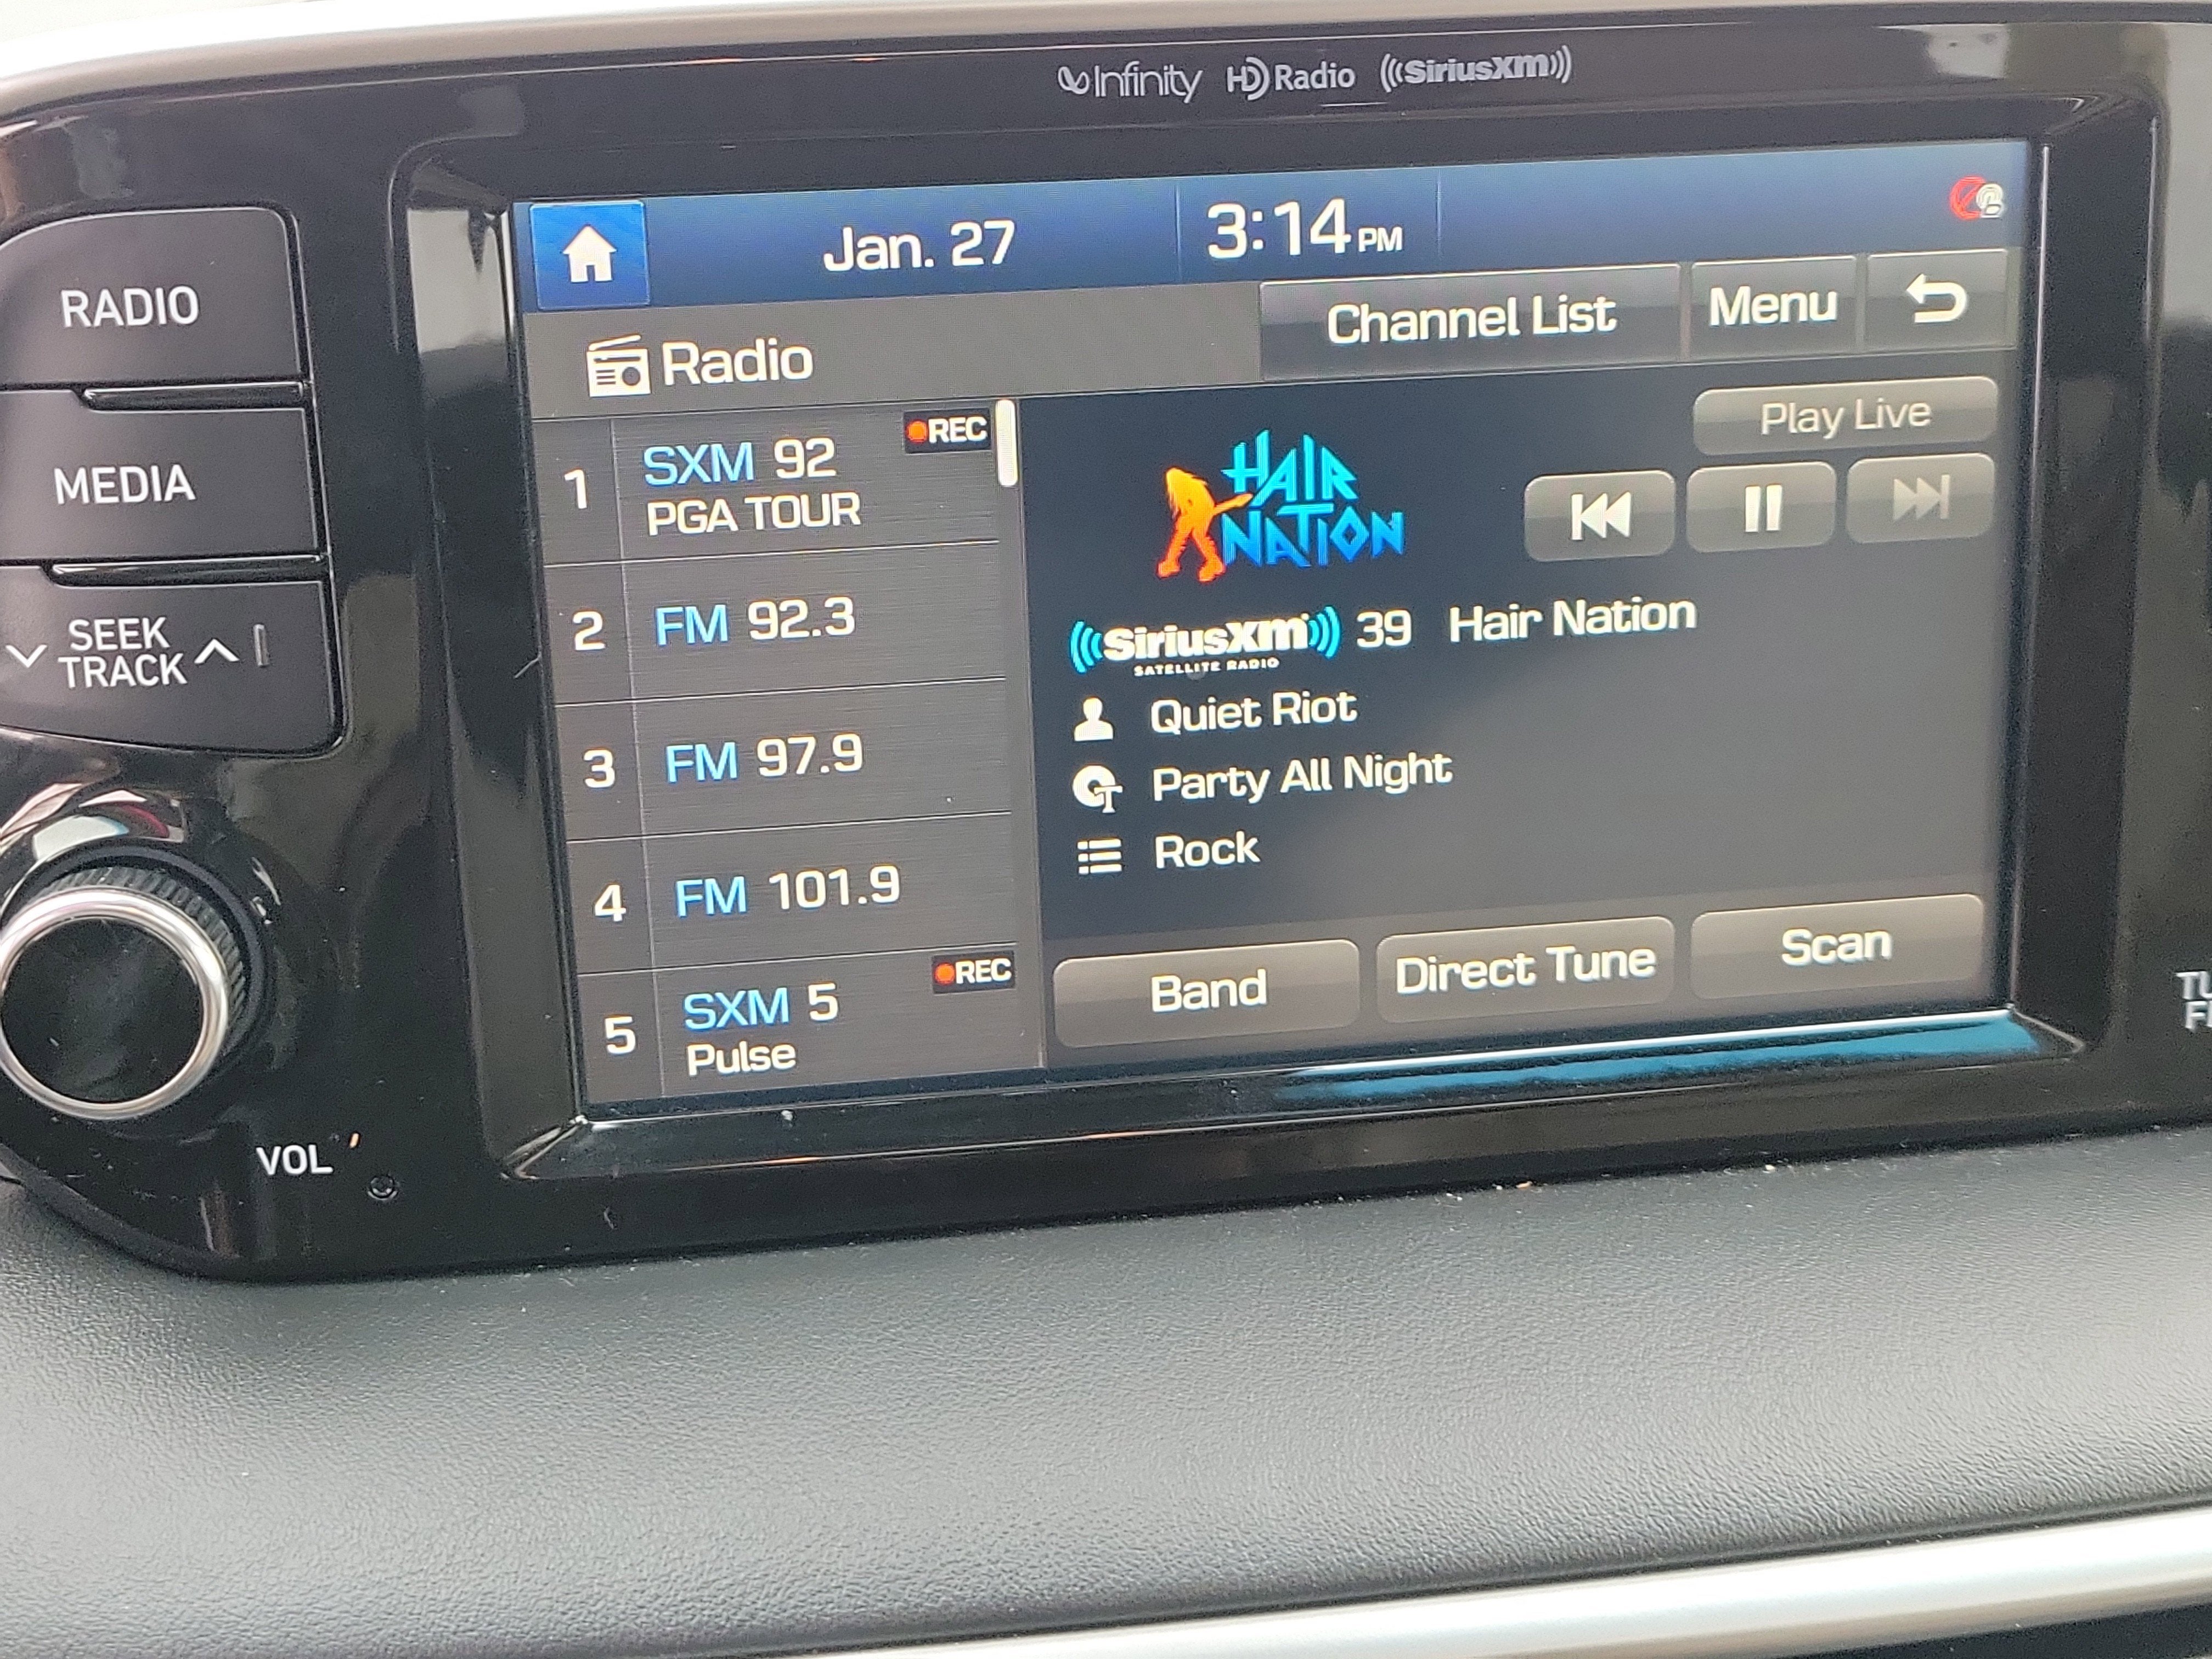 Infinity HD Radio ((SiriusXM))
Jan. 27 3:14 PM
RADIO
Radio
Channel List Menu
MEDIA
SEEK
TRACK
1 SXM 92 REC
PGA TOUR
2 FM 92.3
3 FM 97.9
4 FM 101.9
5 SXM 5 REC
Pulse
Play Live
HAIR
NATION
((SiriusXM)) 39 Hair Nation
SATELLITE RADIO
Quiet Riot
Party All Night
Rock
Band Direct Tune Scan
VOL